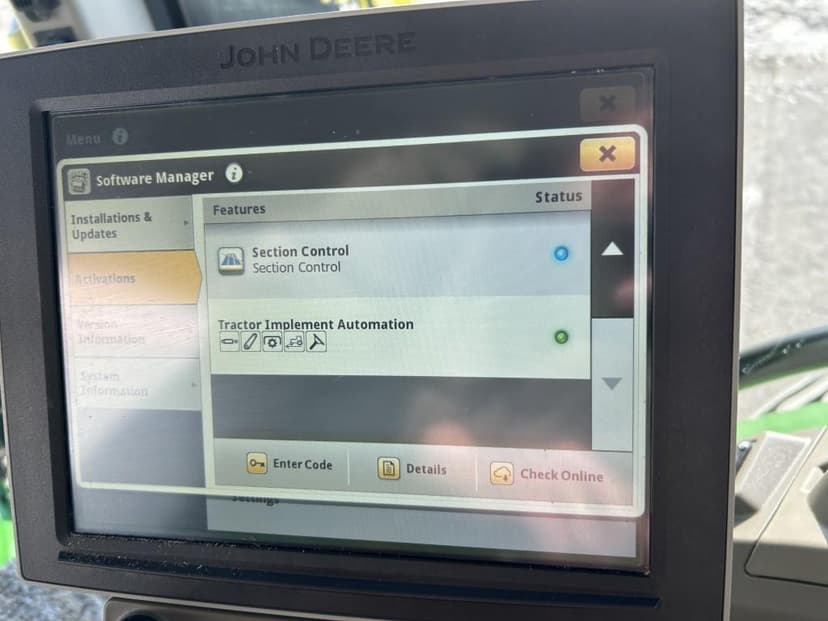 JOHN DEERE
Menu
Software Manager
Installations &
Updates
Activations
Version
Information
System
Information
Features
Status
Section Control
Section Control
Tractor Implement Automation
Enter Code
Details
Check Online
Settings